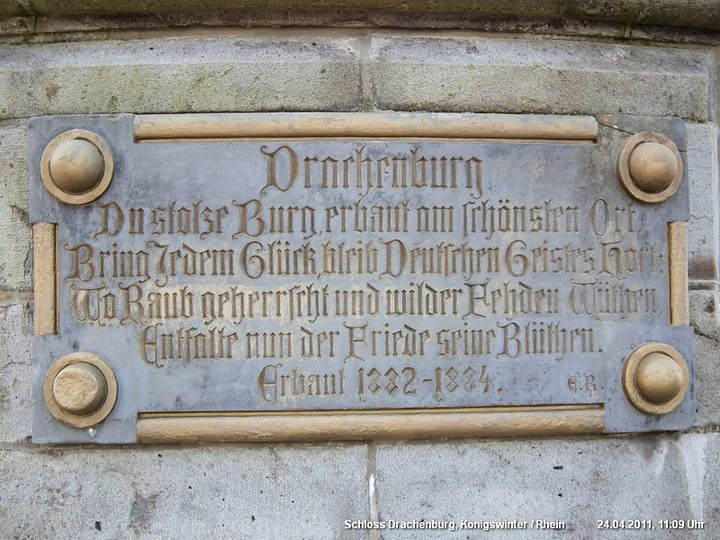 Drachenburg
Du stolze Burg, erbaut am schönsten Ort,
Bring Jedem Glück, bleib Deutschen Geistes Hort;
Wo Raub geherrscht und wilder Fehden Wüthen,
Entfalte nun der Friede seine Blüthen.
Erbaut 1882-1884. E.R.
Schloss Drachenburg, Königswinter / Rhein 24.04.2011, 11:09 Uhr